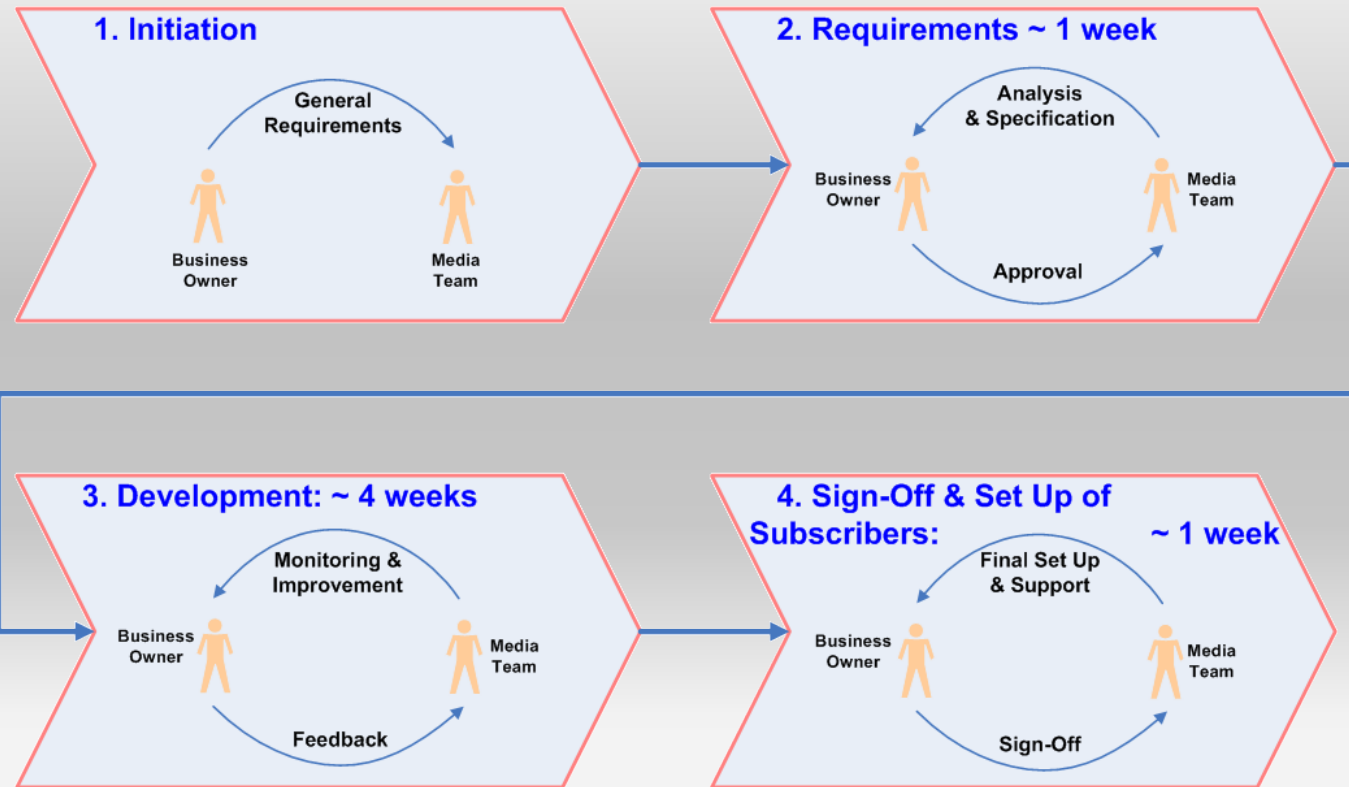 1. Initiation
General
Requirements
Business
Owner
Media
Team
2. Requirements ~ 1 week
Analysis
& Specification
Business
Owner
Media
Team
Approval
3. Development: ~ 4 weeks
Monitoring &
Improvement
Business
Owner
Media
Team
Feedback
4. Sign-Off & Set Up of
Subscribers: ~ 1 week
Final Set Up
& Support
Business
Owner
Media
Team
Sign-Off